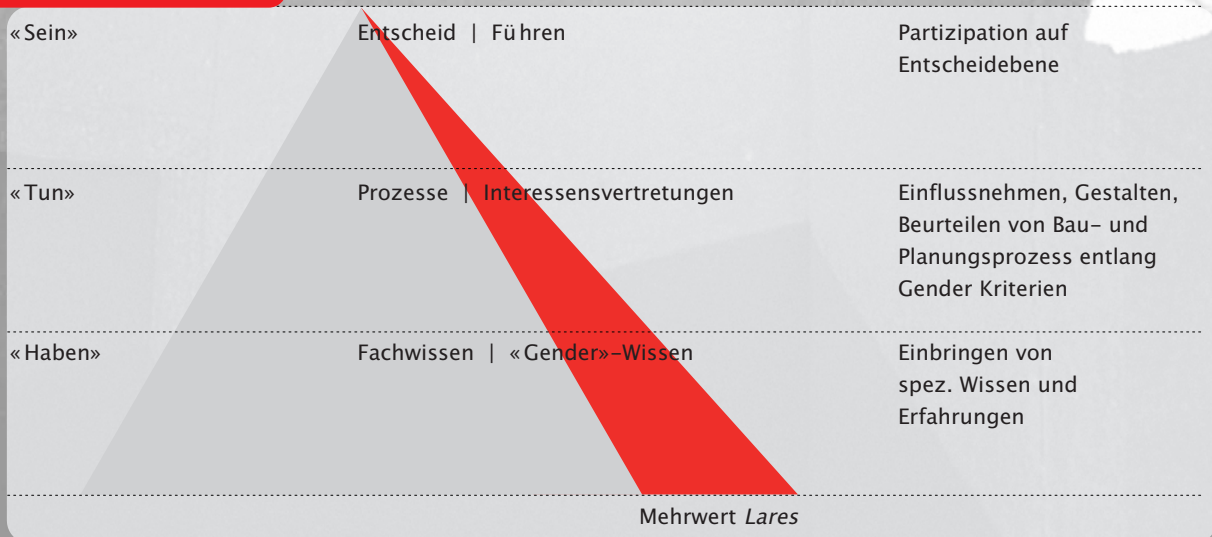 «Sein»
Entscheid | Führen
Partizipation auf
Entscheidebene
«Tun»
Prozesse | Interessensvertretungen
Einflussnehmen, Gestalten,
Beurteilen von Bau- und
Planungsprozess entlang
Gender Kriterien
«Haben»
Fachwissen | «Gender»-Wissen
Einbringen von
spez. Wissen und
Erfahrungen
Mehrwert Lares